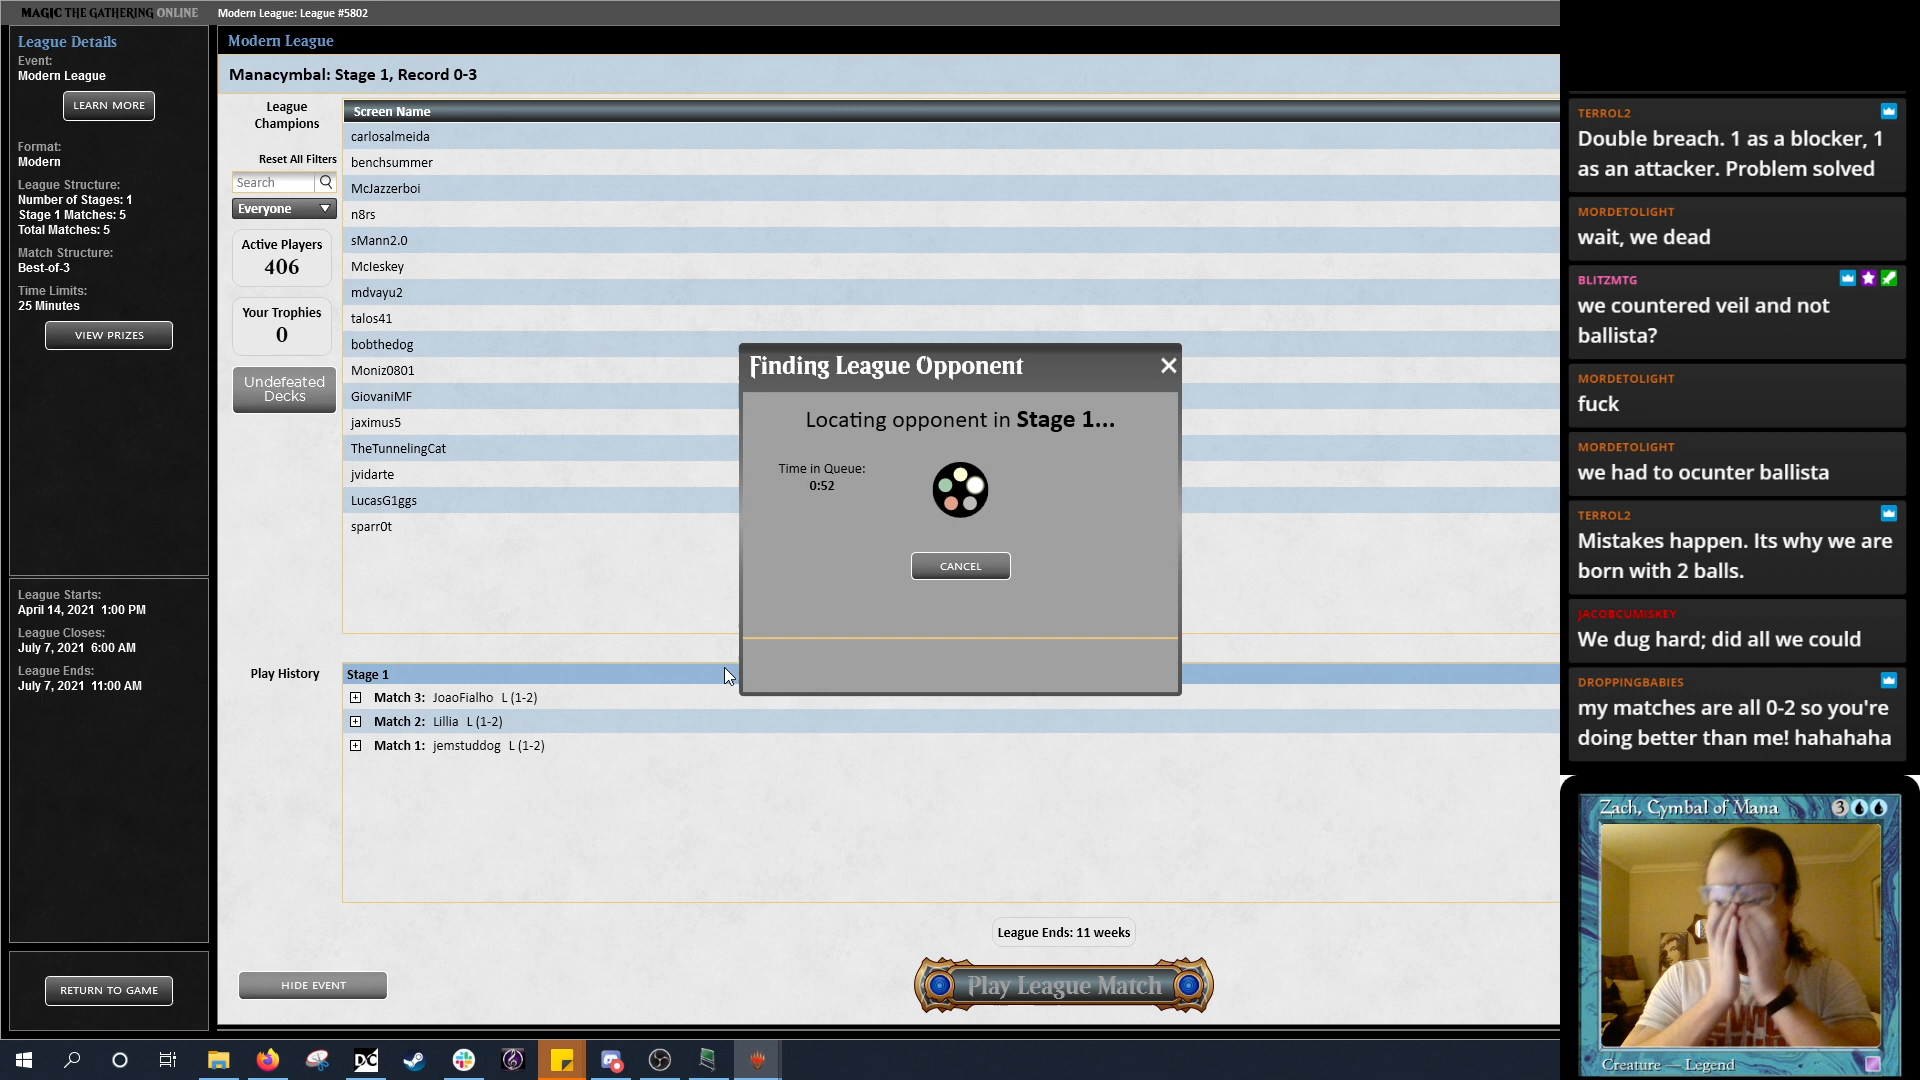 MAGIC THE GATHERING ONLINE
Modern League: League #5802
League Details
Event:
Modern League
LEARN MORE
Format:
Modern
League Structure:
Number of Stages: 1
Stage 1 Matches: 5
Total Matches: 5
Match Structure:
Best-of-3
Time Limits:
25 Minutes
VIEW PRIZES
League Starts:
April 14, 2021 1:00 PM
League Closes:
July 7, 2021 6:00 AM
League Ends:
July 7, 2021 11:00 AM
RETURN TO GAME
Modern League
Manacymbal: Stage 1, Record 0-3
League
Champions
Reset All Filters
Search
Everyone
Active Players
406
Your Trophies
0
Undefeated
Decks
Screen Name
carlosalmeida
benchsummer
McJazzerboi
n8rs
sMann2.0
McIeskey
mdvayu2
talos41
bobthedog
Moniz0801
GiovaniMF
jaximus5
TheTunnelingCat
jvidarte
LucasG1ggs
sparr0t
Finding League Opponent
Locating opponent in Stage 1...
Time in Queue:
0:52
CANCEL
Play History
Stage 1
Match 3: JoaoFialho L (1-2)
Match 2: Lillia L (1-2)
Match 1: jemstuddog L (1-2)
League Ends: 11 weeks
HIDE EVENT
Play League Match
TERROL2
Double breach. 1 as a blocker, 1
as an attacker. Problem solved
MORDETOLIGHT
wait, we dead
BLITZMTG
we countered veil and not
ballista?
MORDETOLIGHT
fuck
MORDETOLIGHT
we had to ocunter ballista
TERROL2
Mistakes happen. Its why we are
born with 2 balls.
JACOBCUMISKEY
We dug hard; did all we could
DROPPINGBABIES
my matches are all 0-2 so you're
doing better than me! hahahaha
Zach, Cymbal of Mana 3
Creature — Legend
DC